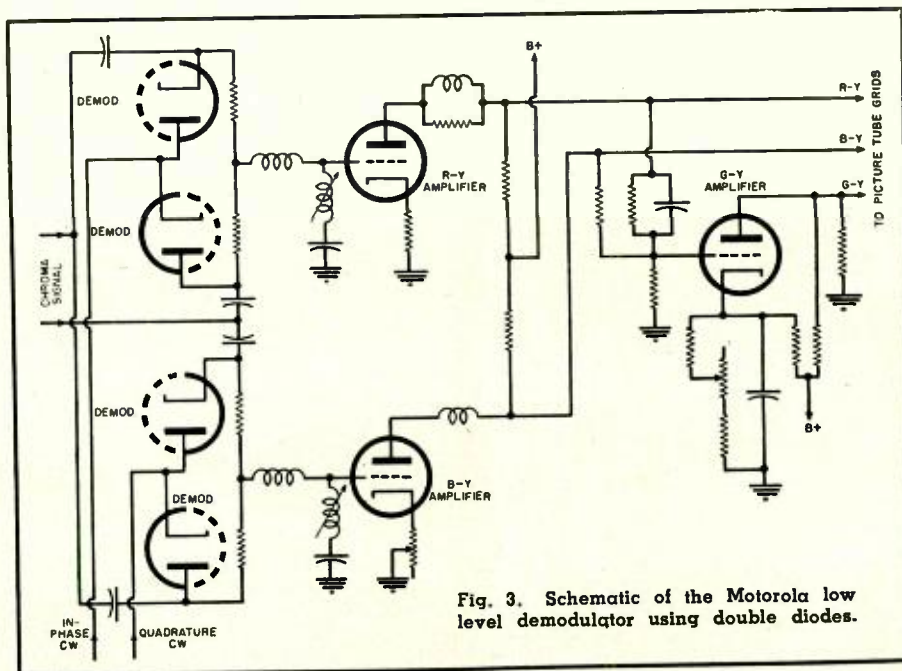 B+
R-Y
B-Y
G-Y
TO PICTURE TUBE GRIDS
DEMOD
R-Y
AMPLIFIER
G-Y
AMPLIFIER
DEMOD
CHROMA
SIGNAL
DEMOD
B+
DEMOD
B-Y
AMPLIFIER
IN-
PHASE
CW
QUADRATURE
CW
Fig. 3. Schematic of the Motorola low
level demodulator using double diodes.